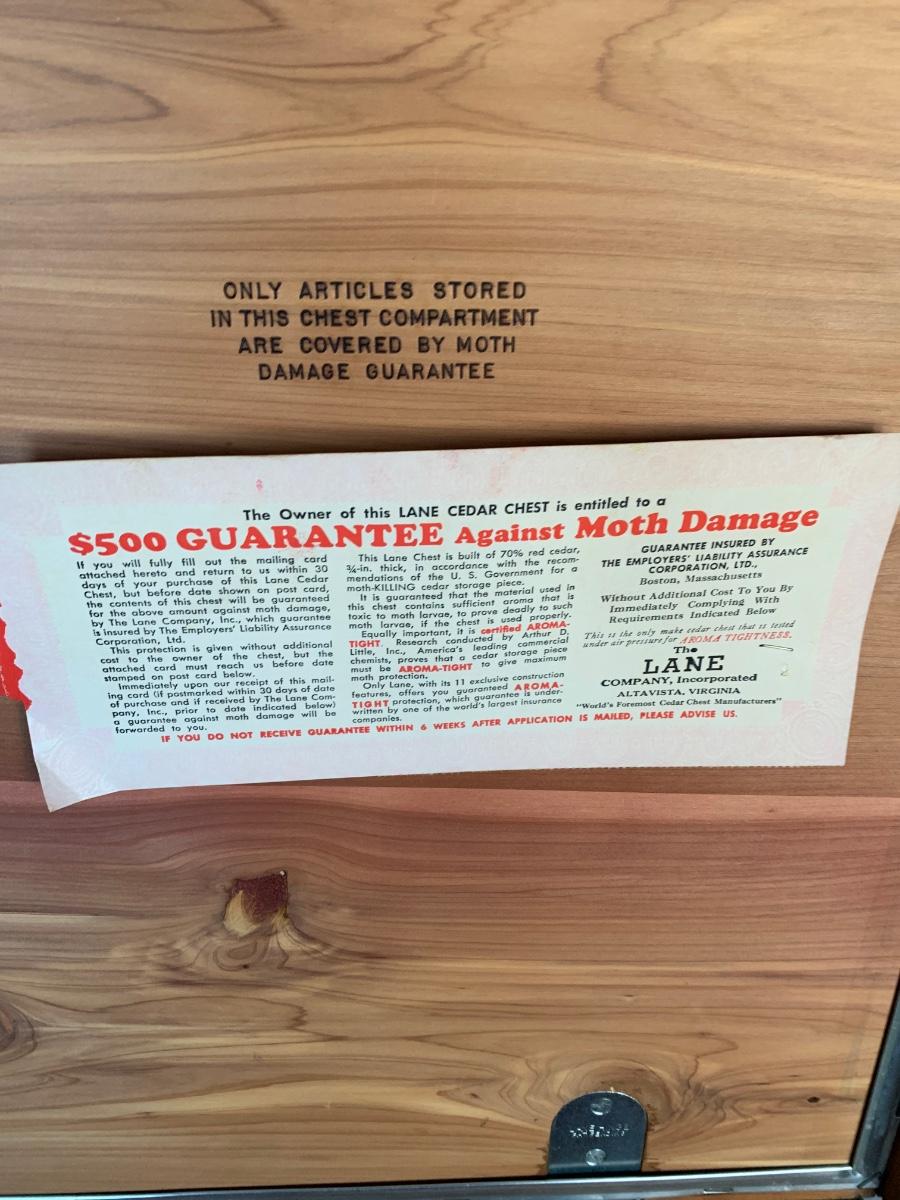 ONLY ARTICLES STORED
IN THIS CHEST COMPARTMENT
ARE COVERED BY MOTH
DAMAGE GUARANTEE
The Owner of this LANE CEDAR CHEST is entitled to a
$500 GUARANTEE Against Moth Damage
If you will fully fill out the mailing card
attached hereto and return to us within 30
days of your purchase of this Lane Cedar
Chest, but before date shown on post card,
the contents of this chest will be guaranteed
for the above amount against moth damage,
by The Lane Company, Inc., which guarantee
is insured by The Employers' Liability Assurance
Corporation, Ltd.
This protection is given without additional
cost to the owner of the chest, but the
attached card must reach us before date
stamped on post card below.
Immediately upon our receipt of this mail-
ing card (if postmarked within 30 days of date
of purchase and if received by The Lane Com-
pany, Inc., prior to date indicated below)
a guarantee against moth damage will be
forwarded to you.
This Lane Chest is built of 70% red cedar,
¾-in. thick, in accordance with the recom-
mendations of the U. S. Government for a
moth-KILLING cedar storage piece.
It is guaranteed that the material used in
this chest contains sufficient aroma that is
toxic to moth larvae, to prove deadly to such
moth larvae, if the chest is used properly.
Equally important, it is certified AROMA-
TIGHT. Research conducted by Arthur D.
Little, Inc., America's leading commercial
chemists, proves that a cedar storage piece
must be AROMA-TIGHT to give maximum
moth protection.
Only Lane, with its 11 exclusive construction
features, offers you guaranteed AROMA-
TIGHT protection, which guarantee is under-
written by one of the world's largest insurance
companies.
GUARANTEE INSURED BY
THE EMPLOYERS' LIABILITY ASSURANCE
CORPORATION, LTD.,
Boston, Massachusetts
Without Additional Cost To You By
Immediately Complying With
Requirements Indicated Below
This is the only make cedar chest that is tested
under air pressure for AROMA TIGHTNESS.
The
LANE
COMPANY, Incorporated
ALTAVISTA, VIRGINIA
"World's Foremost Cedar Chest Manufacturers"
IF YOU DO NOT RECEIVE GUARANTEE WITHIN 6 WEEKS AFTER APPLICATION IS MAILED, PLEASE ADVISE US.